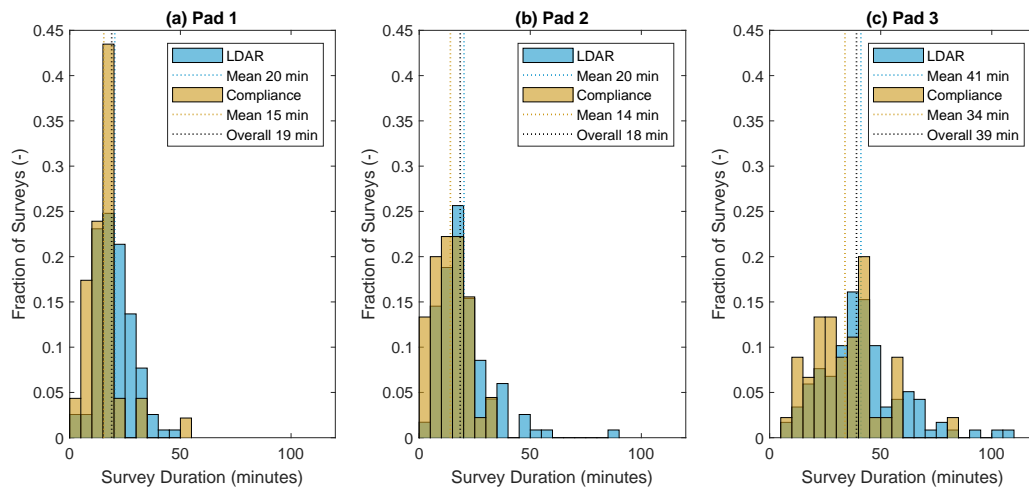 (a) Pad 1
0.45
0.4
0.35
0.3
0.25
0.2
0.15
0.1
0.05
0
Fraction of Surveys (-)
LDAR
Mean 20 min
Compliance
Mean 15 min
Overall 19 min
0 50 100
Survey Duration (minutes)
(b) Pad 2
0.45
0.4
0.35
0.3
0.25
0.2
0.15
0.1
0.05
0
Fraction of Surveys (-)
LDAR
Mean 20 min
Compliance
Mean 14 min
Overall 18 min
0 50 100
Survey Duration (minutes)
(c) Pad 3
0.45
0.4
0.35
0.3
0.25
0.2
0.15
0.1
0.05
0
Fraction of Surveys (-)
LDAR
Mean 41 min
Compliance
Mean 34 min
Overall 39 min
0 50 100
Survey Duration (minutes)